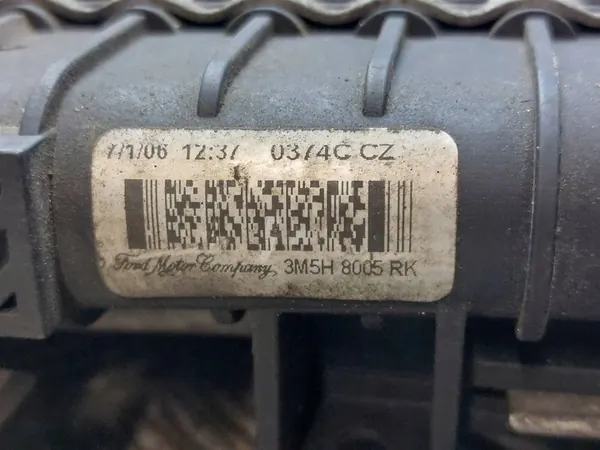 7/1/06 12:37 0374C CZ
Ford Motor Company 3M5H 8005 RK